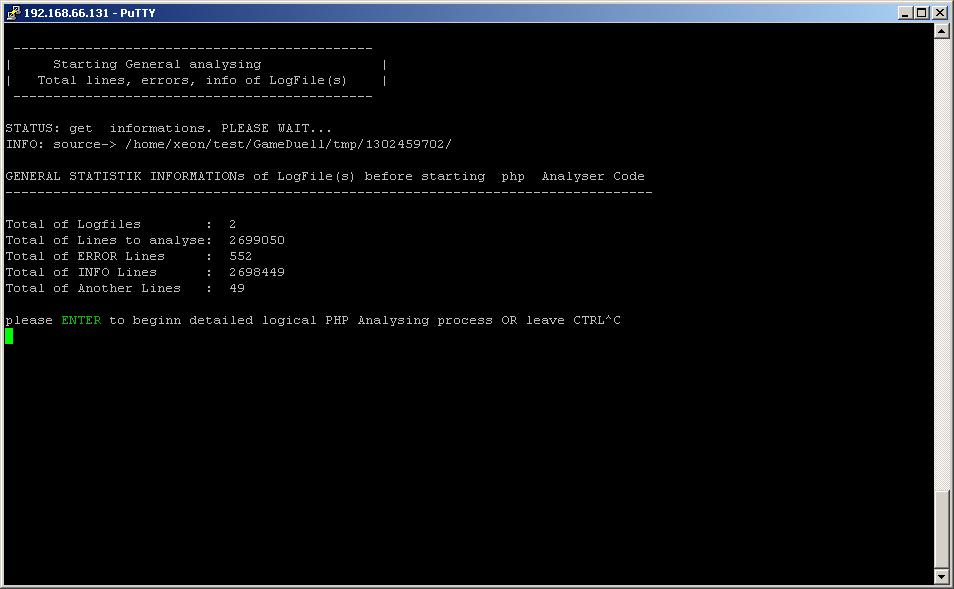 192.168.66.131 - PuTTY
---------------------------------------------
|     Starting General analysing               |
|   Total lines, errors, info of LogFile(s)    |
---------------------------------------------
STATUS: get  informations. PLEASE WAIT...
INFO: source-> /home/xeon/test/GameDuell/tmp/1302459702/
GENERAL STATISTIK INFORMATIONs of LogFile(s) before starting  php  Analyser Code
---------------------------------------------------------------------------------
Total of Logfiles        :  2
Total of Lines to analyse:  2699050
Total of ERROR Lines     :  552
Total of INFO Lines      :  2698449
Total of Another Lines   :  49
please ENTER to beginn detailed logical PHP Analysing process OR leave CTRL^C